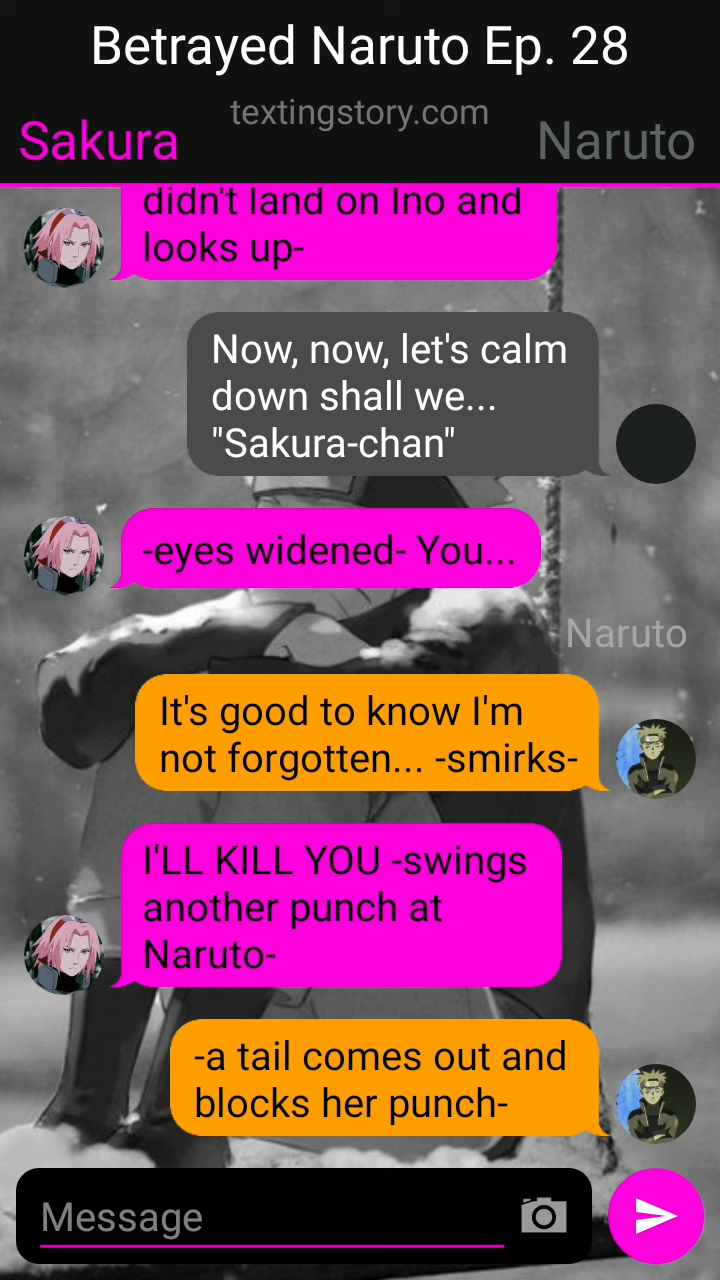 Betrayed Naruto Ep. 28
textingstory.com
Sakura
Naruto
didn't land on Ino and
looks up-
Now, now, let's calm
down shall we...
"Sakura-chan"
-eyes widened- You...
Naruto
It's good to know I'm
not forgotten... -smirks-
I'LL KILL YOU -swings
another punch at
Naruto-
-a tail comes out and
blocks her punch-
Message